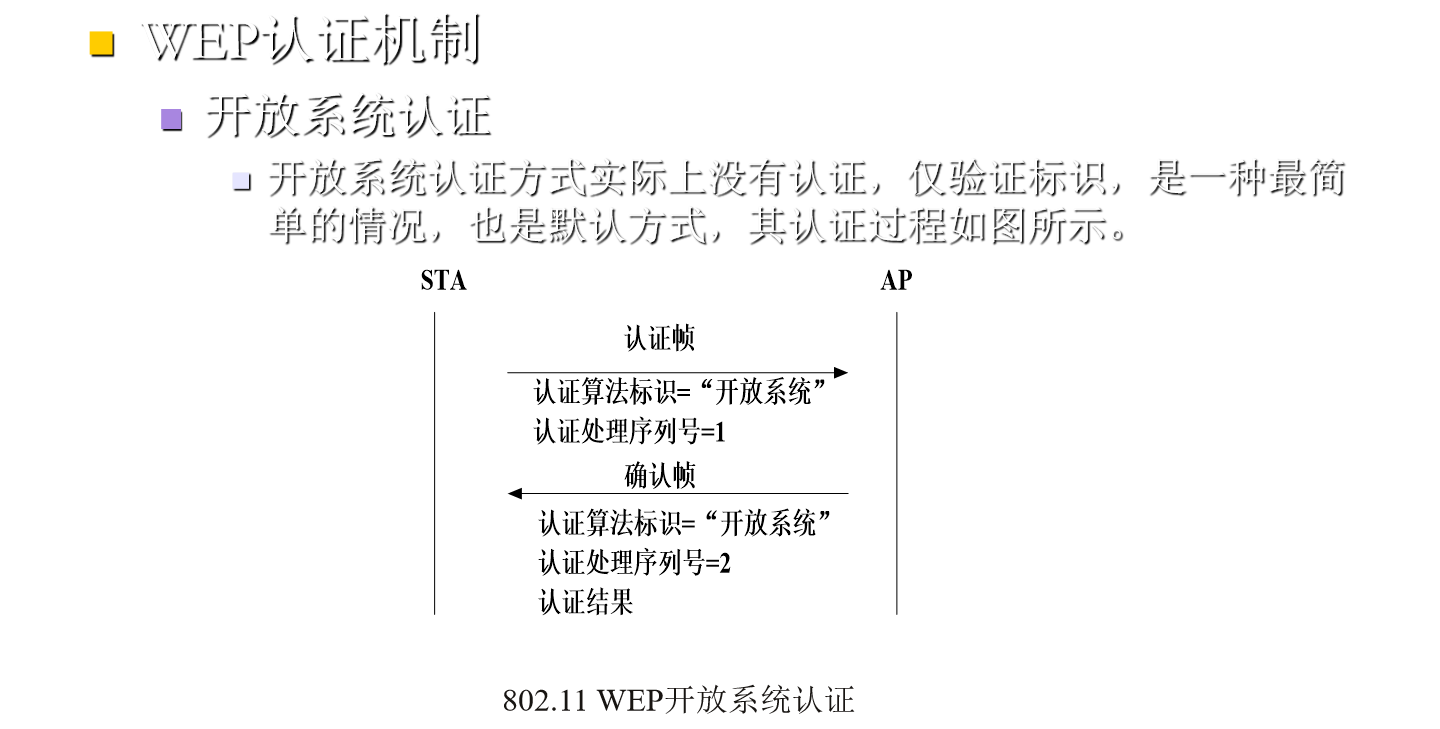 WEP认证机制
开放系统认证
开放系统认证方式实际上没有认证，仅验证标识，是一种最简
单的情况，也是默认方式，其认证过程如图所示。
STA
AP
认证帧
认证算法标识=“开放系统”
认证处理序列号=1
确认帧
认证算法标识=“开放系统”
认证处理序列号=2
认证结果
802.11 WEP开放系统认证